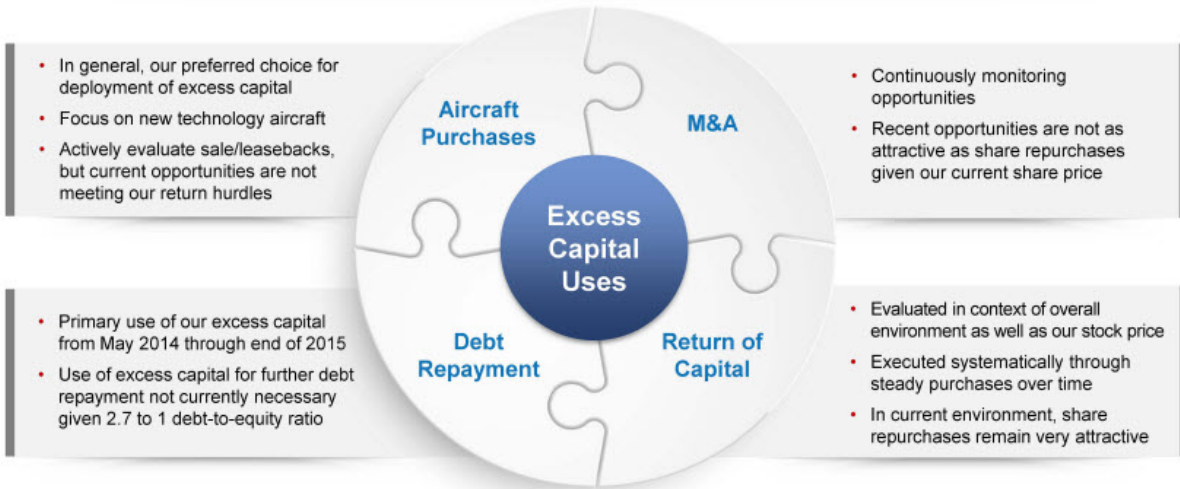 • In general, our preferred choice for
deployment of excess capital
• Focus on new technology aircraft
• Actively evaluate sale/leasebacks,
but current opportunities are not
meeting our return hurdles
Aircraft
Purchases
M&A
• Continuously monitoring
opportunities
• Recent opportunities are not as
attractive as share repurchases
given our current share price
Excess
Capital
Uses
• Primary use of our excess capital
from May 2014 through end of 2015
• Use of excess capital for further debt
repayment not currently necessary
given 2.7 to 1 debt-to-equity ratio
Debt
Repayment
Return of
Capital
• Evaluated in context of overall
environment as well as our stock price
• Executed systematically through
steady purchases over time
• In current environment, share
repurchases remain very attractive